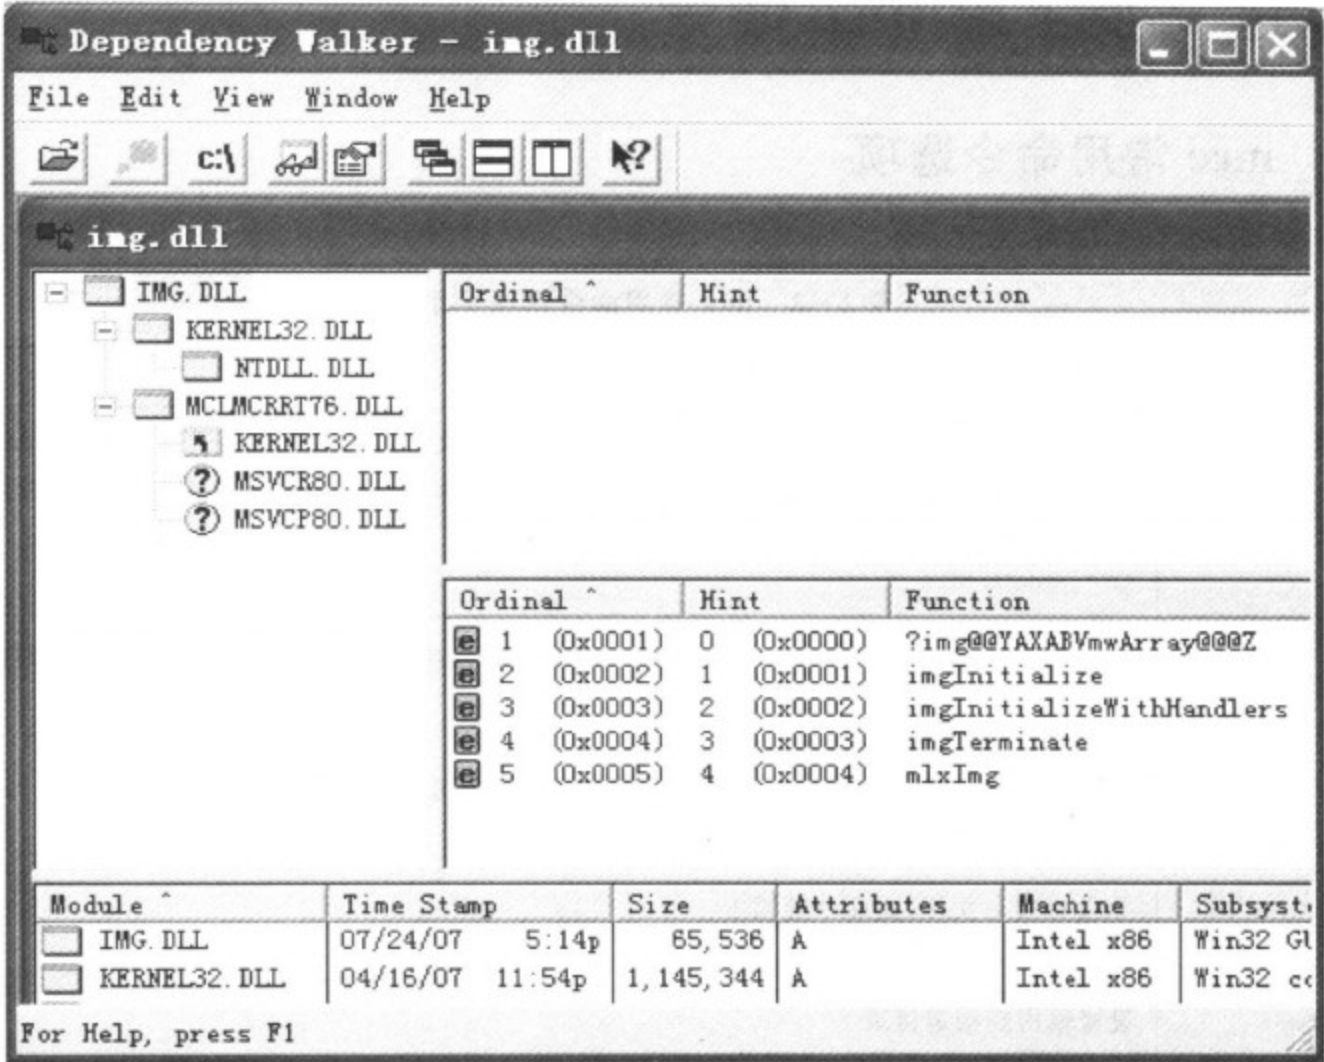 Dependency Walker - img.dll
File Edit View Window Help
c:\
img.dll
IMG.DLL
KERNEL32.DLL
NTDLL.DLL
MCLMCRRT76.DLL
KERNEL32.DLL
MSVCR80.DLL
MSVCP80.DLL
Ordinal ^ Hint Function
Ordinal ^ Hint Function
1 (0x0001) 0 (0x0000) ?img@@YAXABVmwArray@@@Z
2 (0x0002) 1 (0x0001) imgInitialize
3 (0x0003) 2 (0x0002) imgInitializeWithHandlers
4 (0x0004) 3 (0x0003) imgTerminate
5 (0x0005) 4 (0x0004) mlxImg
Module ^ Time Stamp Size Attributes Machine Subsyst
IMG.DLL 07/24/07 5:14p 65,536 A Intel x86 Win32 GU
KERNEL32.DLL 04/16/07 11:54p 1,145,344 A Intel x86 Win32 co
For Help, press F1